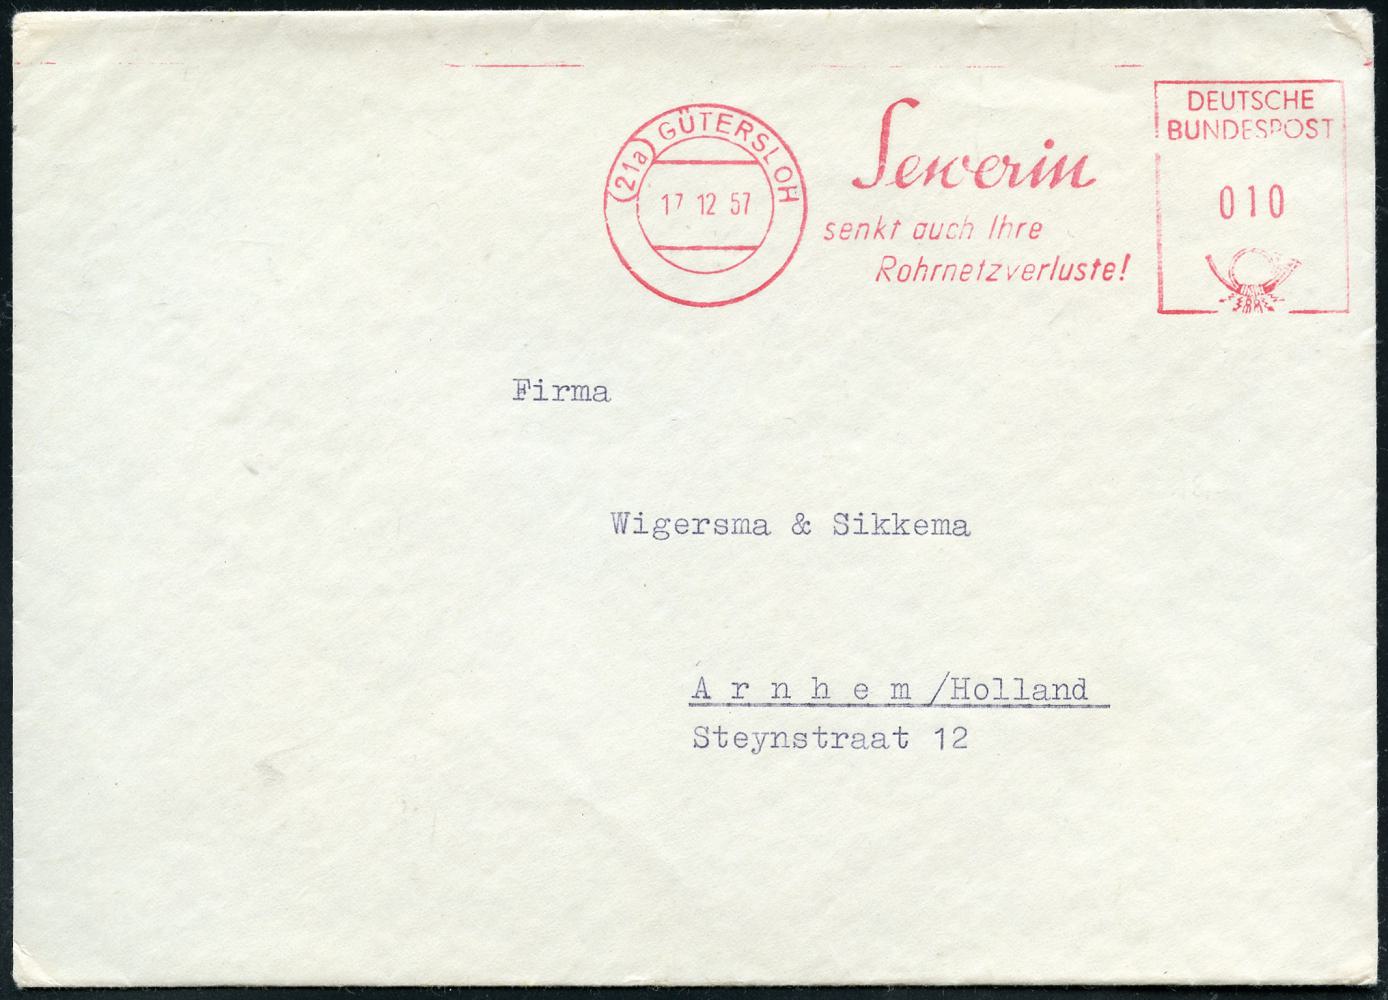 (21a) GÜTERSLOH
17 12 57
Sewerin
senkt auch Ihre
Rohrnetzverluste!
DEUTSCHE
BUNDESPOST
010
Firma
Wigersma & Sikkema
A r n h e m /Holland
Steynstraat 12